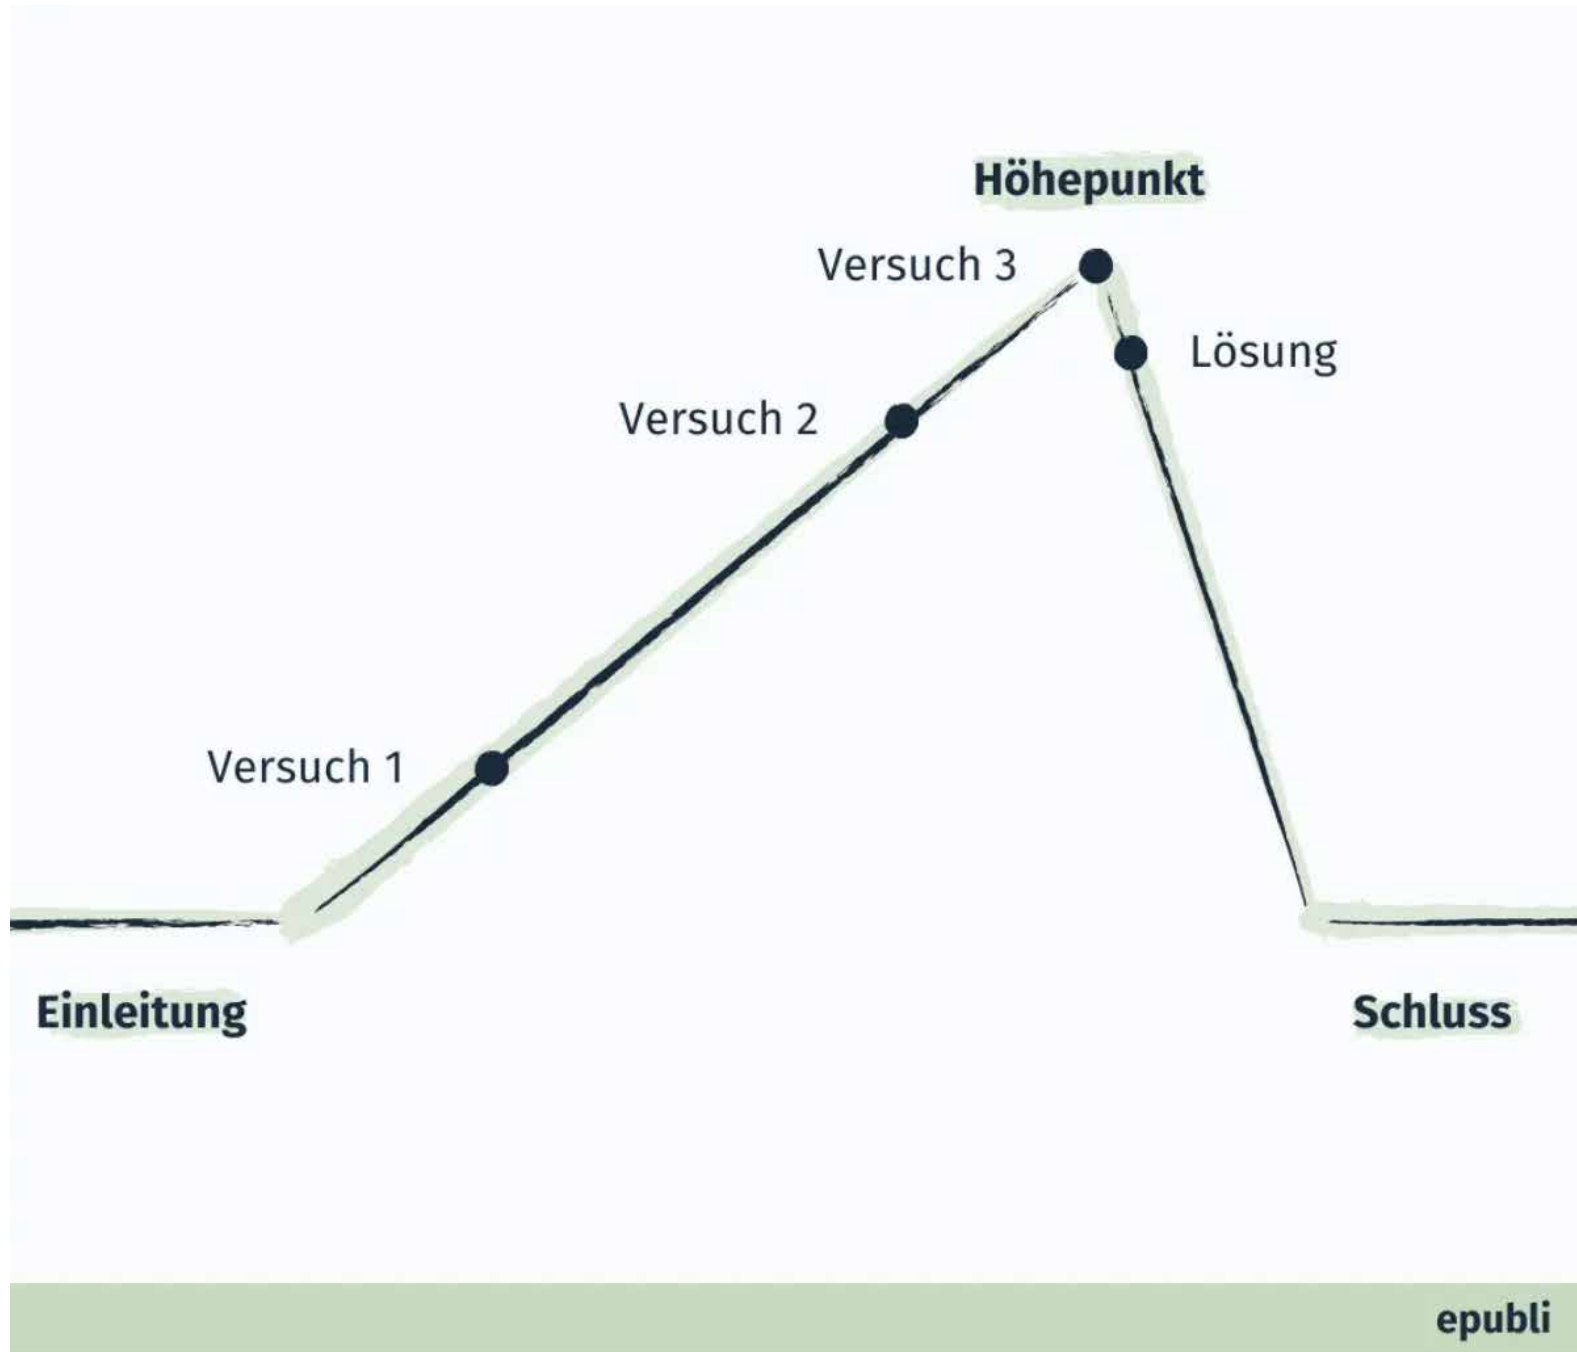 Höhepunkt
Versuch 3
Lösung
Versuch 2
Versuch 1
Einleitung
Schluss
epubli